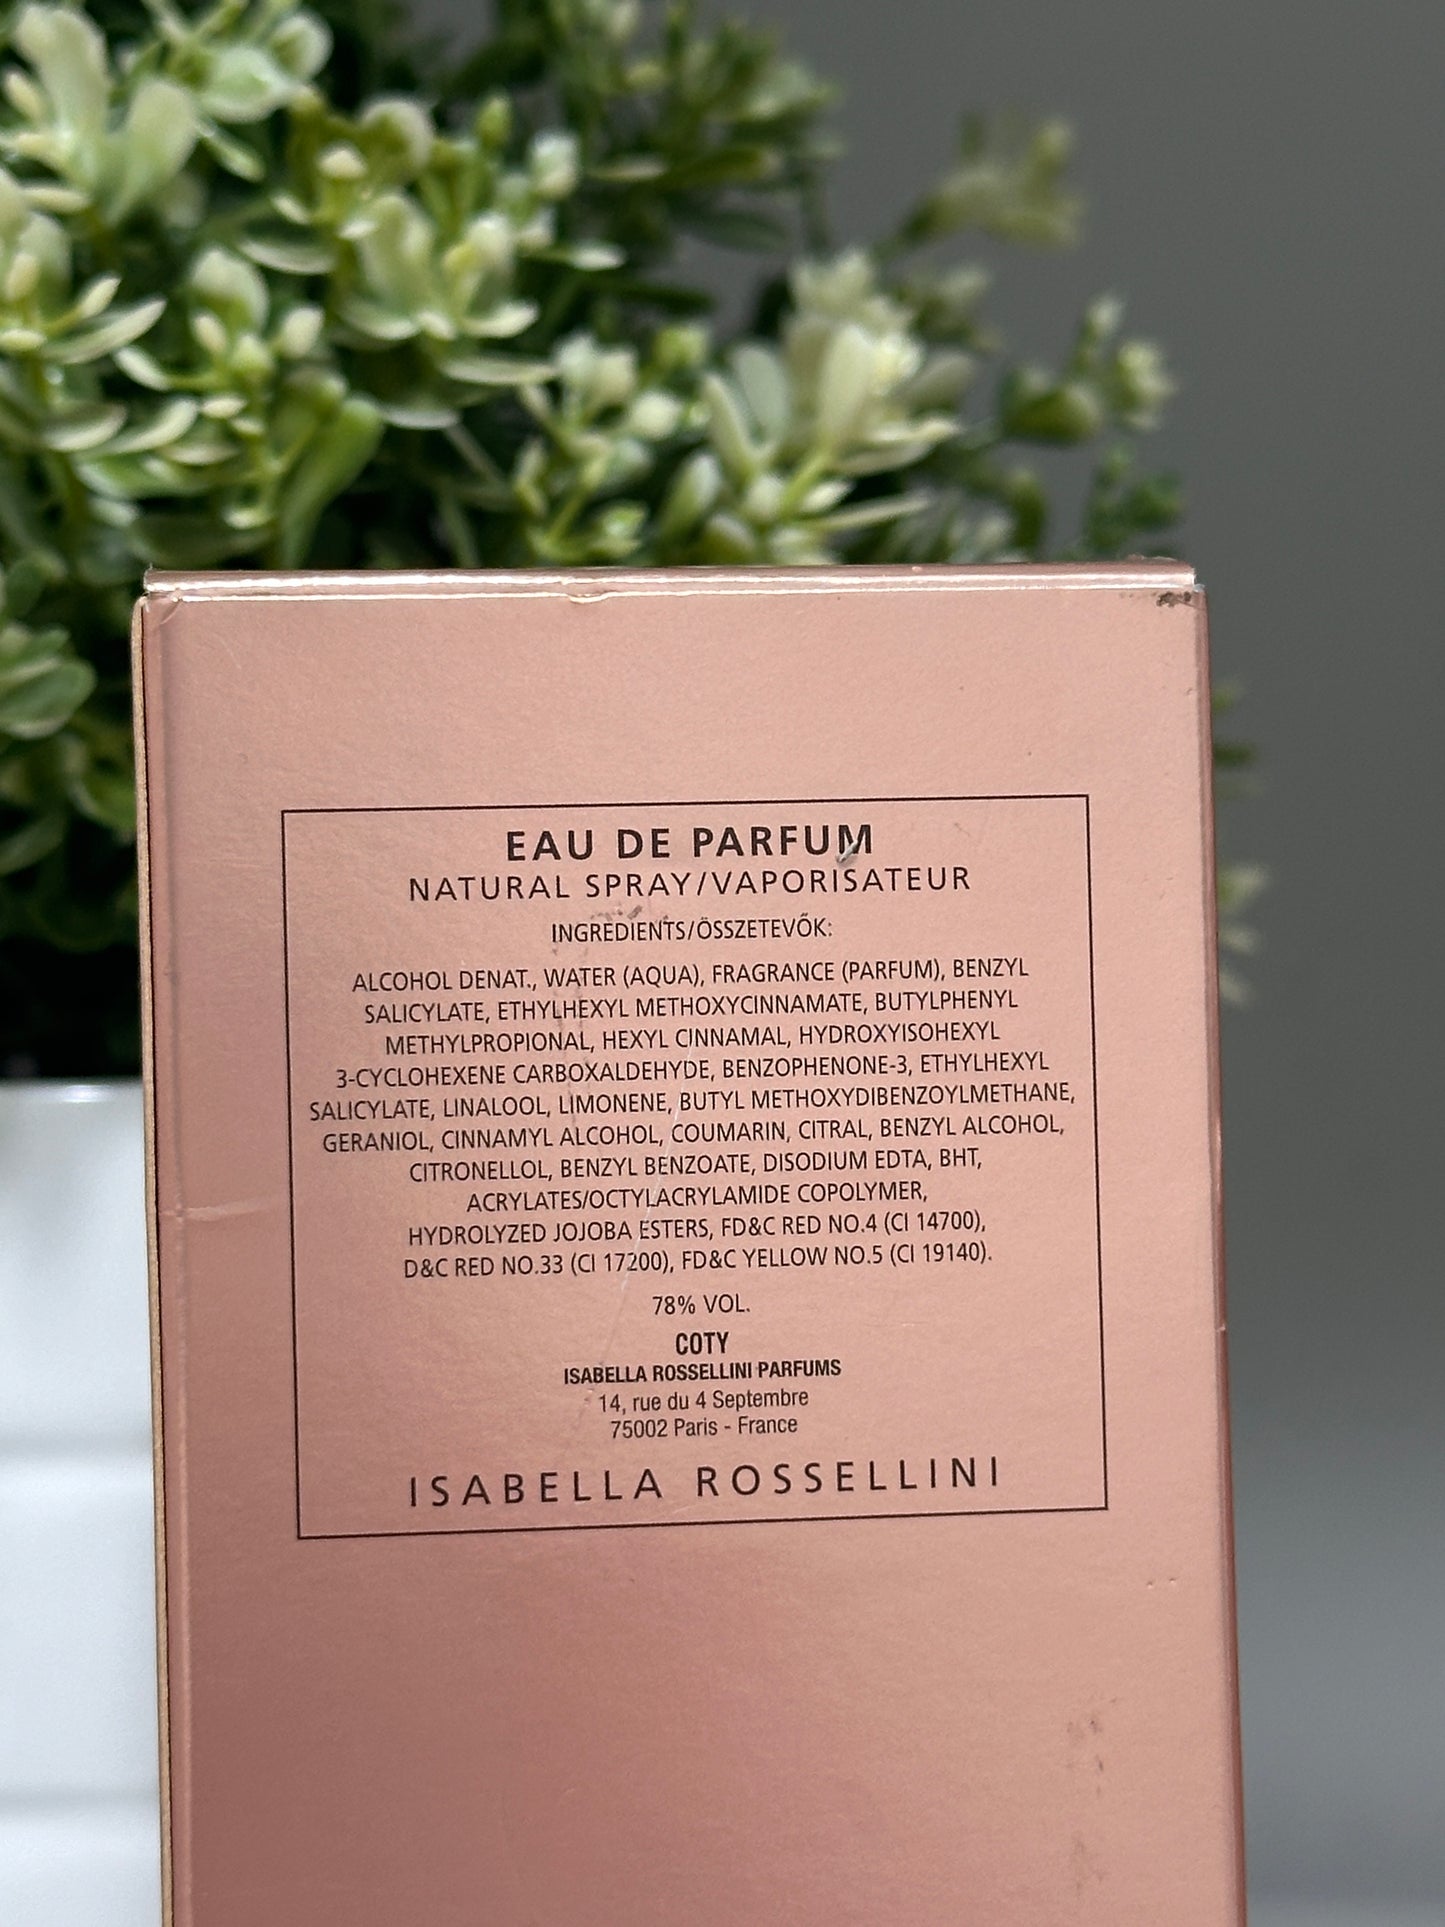 EAU DE PARFUM
NATURAL SPRAY/VAPORISATEUR
INGREDIENTS/ÖSSZETEVŐK:
ALCOHOL DENAT., WATER (AQUA), FRAGRANCE (PARFUM), BENZYL
SALICYLATE, ETHYLHEXYL METHOXYCINNAMATE, BUTYLPHENYL
METHYLPROPIONAL, HEXYL CINNAMAL, HYDROXYISOHEXYL
3-CYCLOHEXENE CARBOXALDEHYDE, BENZOPHENONE-3, ETHYLHEXYL
SALICYLATE, LINALOOL, LIMONENE, BUTYL METHOXYDIBENZOYLMETHANE,
GERANIOL, CINNAMYL ALCOHOL, COUMARIN, CITRAL, BENZYL ALCOHOL,
CITRONELLOL, BENZYL BENZOATE, DISODIUM EDTA, BHT,
ACRYLATES/OCTYLACRYLAMIDE COPOLYMER,
HYDROLYZED JOJOBA ESTERS, FD&C RED NO.4 (CI 14700),
D&C RED NO.33 (CI 17200), FD&C YELLOW NO.5 (CI 19140).
78% VOL.
COTY
ISABELLA ROSSELLINI PARFUMS
14, rue du 4 Septembre
75002 Paris - France
ISABELLA ROSSELLINI